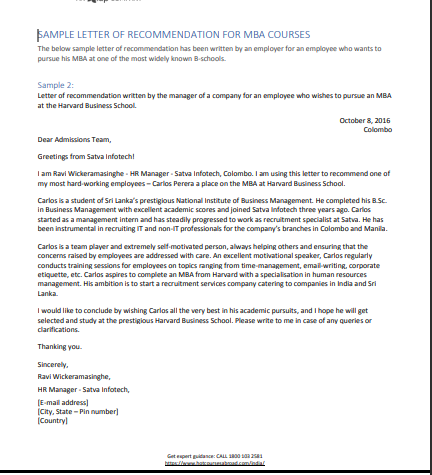 SAMPLE LETTER OF RECOMMENDATION FOR MBA COURSES
The below sample letter of recommendation has been written by an employer for an employee who wants to
pursue his MBA at one of the most widely known B-schools.
Sample 2:
Letter of recommendation written by the manager of a company for an employee who wishes to pursue an MBA
at the Harvard Business School.
October 8, 2016
Colombo
Dear Admissions Team,
Greetings from Satva Infotech!
I am Ravi Wickeramasinghe - HR Manager - Satva Infotech, Colombo. I am using this letter to recommend one of
my most hard-working employees – Carlos Perera a place on the MBA at Harvard Business School.
Carlos is a student of Sri Lanka's prestigious National Institute of Business Management. He completed his B.Sc.
in Business Management with excellent academic scores and joined Satva Infotech three years ago. Carlos
started as a management intern and has steadily progressed to work as recruitment specialist at Satva. He has
been instrumental in recruiting IT and non-IT professionals for the company's branches in Colombo and Manila.
Carlos is a team player and extremely self-motivated person, always helping others and ensuring that the
concerns raised by employees are addressed with care. An excellent motivational speaker, Carlos regularly
conducts training sessions for employees on topics ranging from time-management, email-writing, corporate
etiquette, etc. Carlos aspires to complete an MBA from Harvard with a specialisation in human resources
management. His ambition is to start a recruitment services company catering to companies in India and Sri
Lanka.
I would like to conclude by wishing Carlos all the very best in his academic pursuits, and I hope he will get
selected and study at the prestigious Harvard Business School. Please write to me in case of any queries or
clarifications.
Thanking you.
Sincerely,
Ravi Wickeramasinghe,
HR Manager - Satva Infotech,
[E-mail address]
[City, State – Pin number]
[Country]
Get expert guidance: CALL 1800 103 2581
https://www.hotcoursesabroad.com/india/